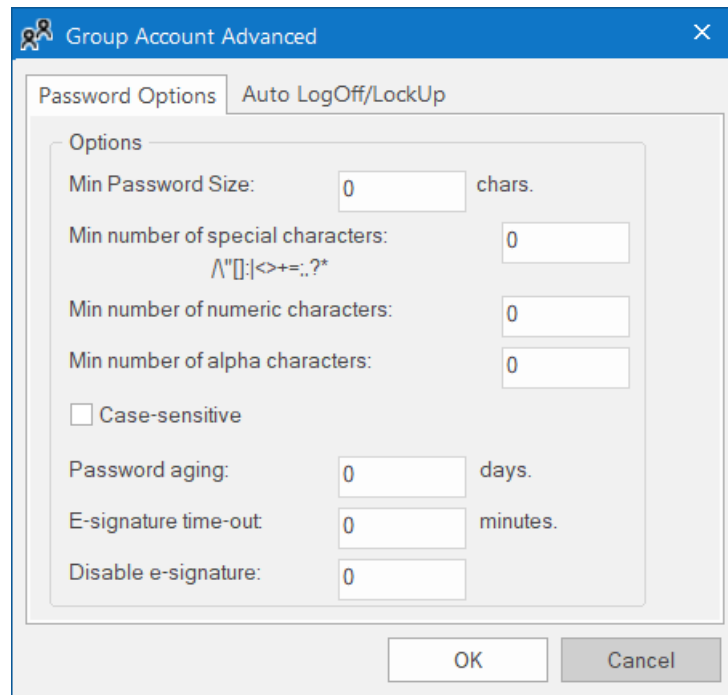 Group Account Advanced
Password Options
Auto LogOff/LockUp
Options
Min Password Size: 0 chars.
Min number of special characters: 0
/\"[]:|<>+=;,.?*
Min number of numeric characters: 0
Min number of alpha characters: 0
Case-sensitive
Password aging: 0 days.
E-signature time-out: 0 minutes.
Disable e-signature: 0
OK
Cancel